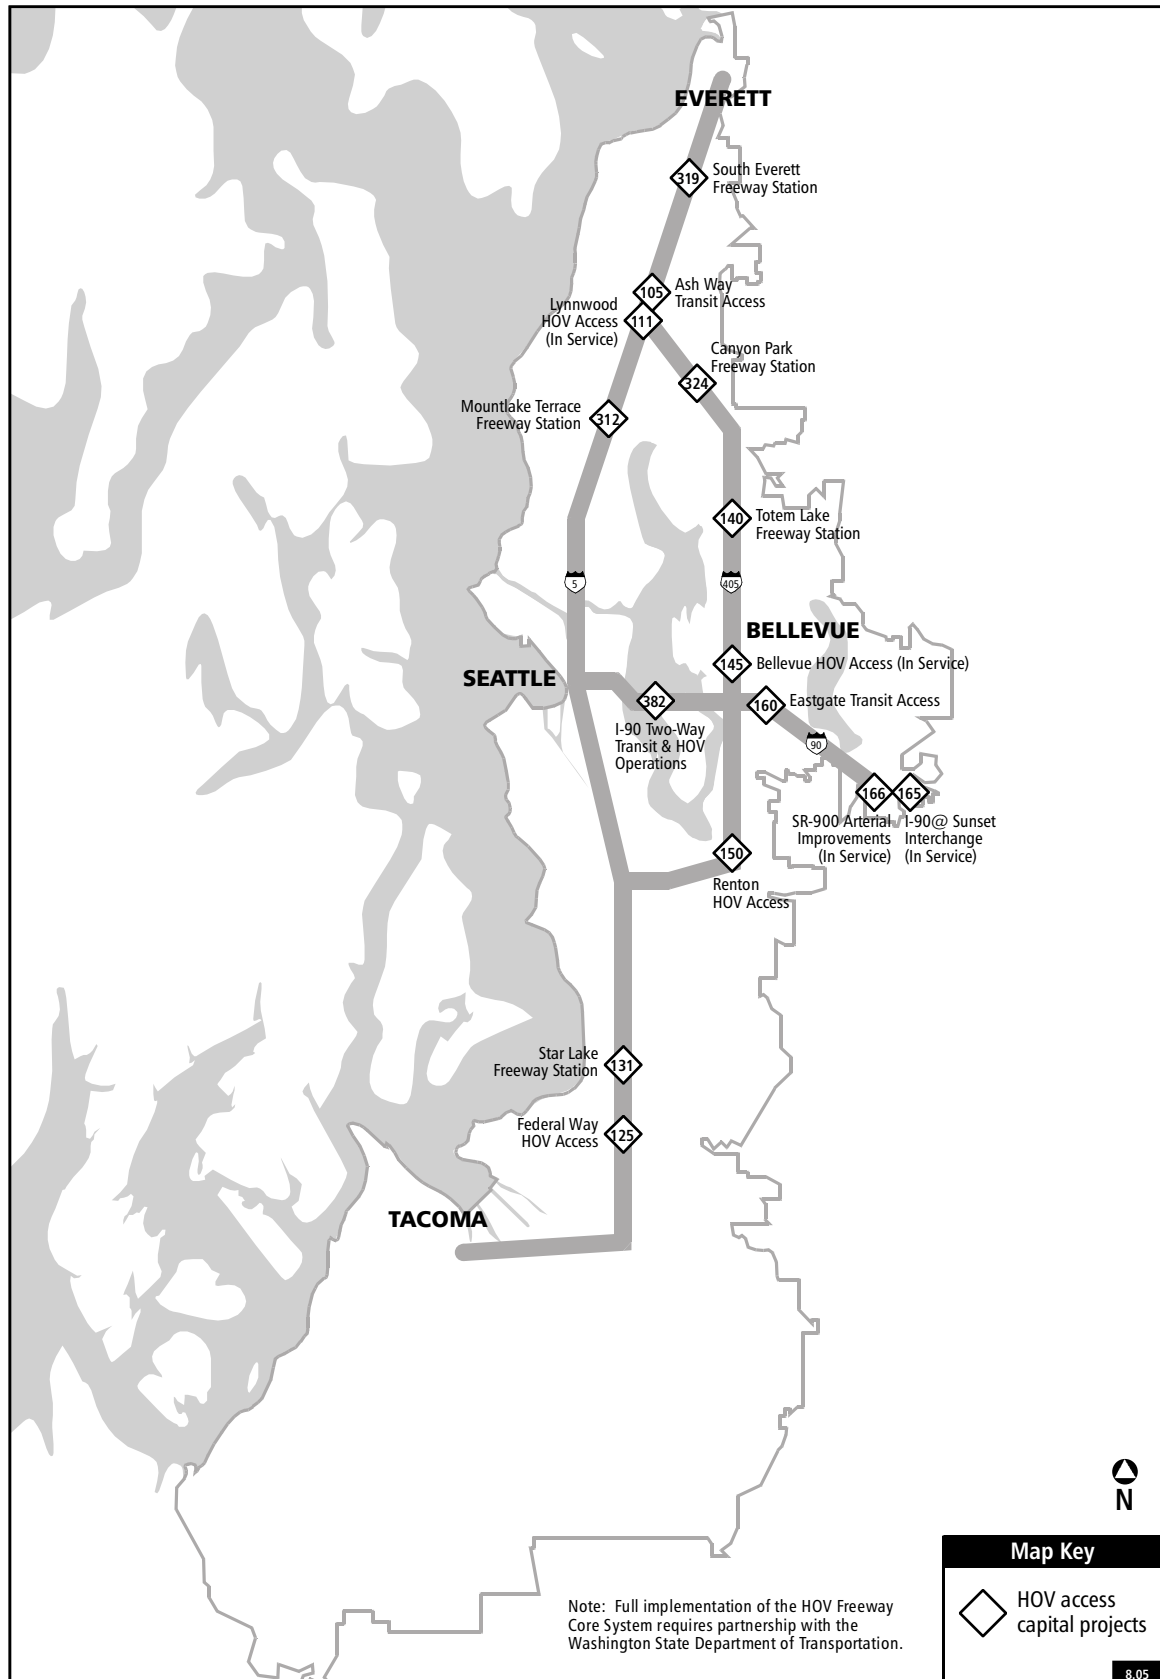 EVERETT
319
South Everett
Freeway Station
105
Ash Way
Transit Access
Lynnwood
HOV Access
(In Service)
111
Canyon Park
Freeway Station
324
Mountlake Terrace
Freeway Station
312
140
Totem Lake
Freeway Station
5
405
BELLEVUE
145
Bellevue HOV Access (In Service)
SEATTLE
382
I-90 Two-Way
Transit & HOV
Operations
160
Eastgate Transit Access
90
166
165
SR-900 Arterial
Improvements
(In Service)
I-90@ Sunset
Interchange
(In Service)
150
Renton
HOV Access
Star Lake
Freeway Station
131
Federal Way
HOV Access
125
TACOMA
N
Map Key
HOV access
capital projects
Note: Full implementation of the HOV Freeway
Core System requires partnership with the
Washington State Department of Transportation.
8.05